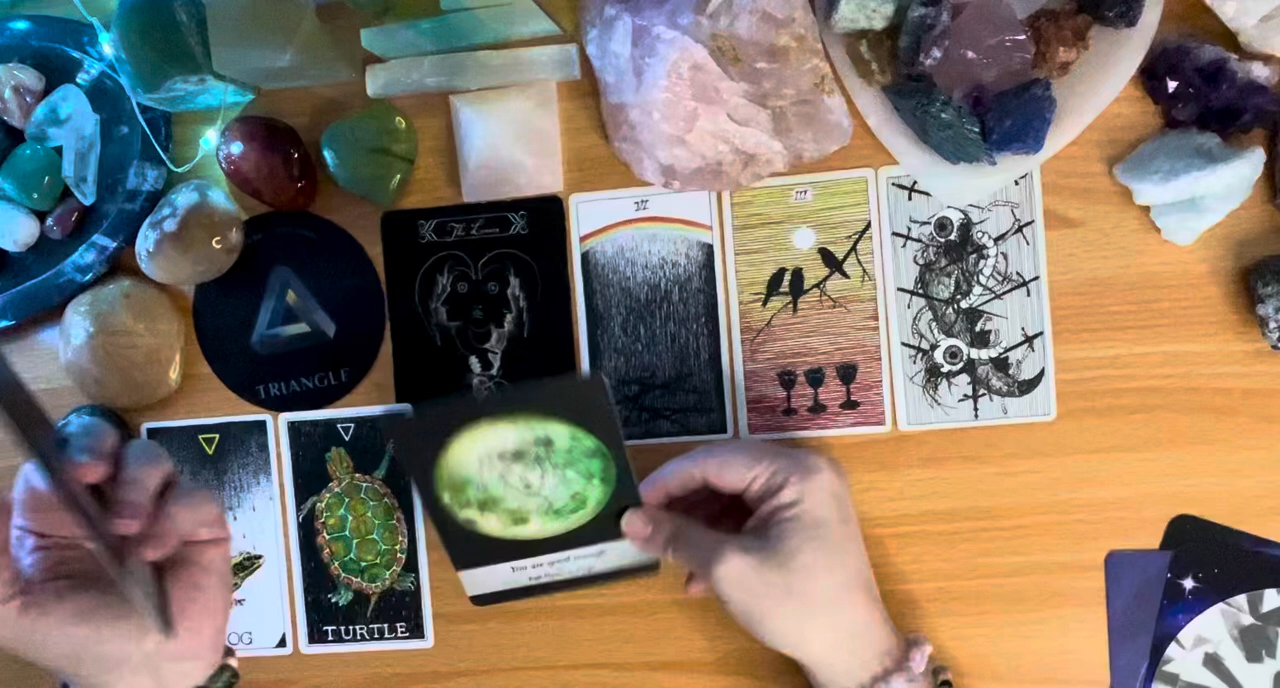 The Lovers
VI
III
TRIANGLE
OG
TURTLE
You are good enough